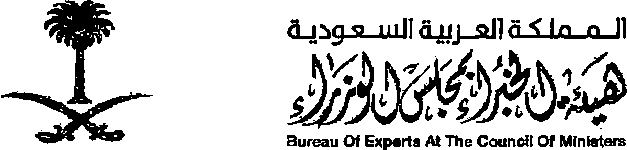 المملكة العربية السعودية
هيئة الخبراء بمجلس الوزراء
Bureau Of Experts At The Council Of Ministers